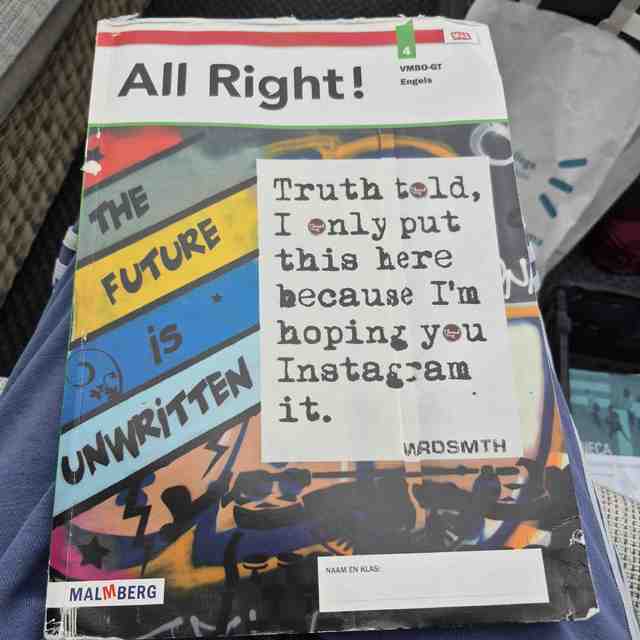 All Right!
4
VMBO-GT
Engels
THE
FUTURE
is
UNWRiTTEN
Truth told,
I only put
this here
because I'm
hoping you
Instagram
it.
WRDSMTH
NAAM EN KLAS:
MALMBERG